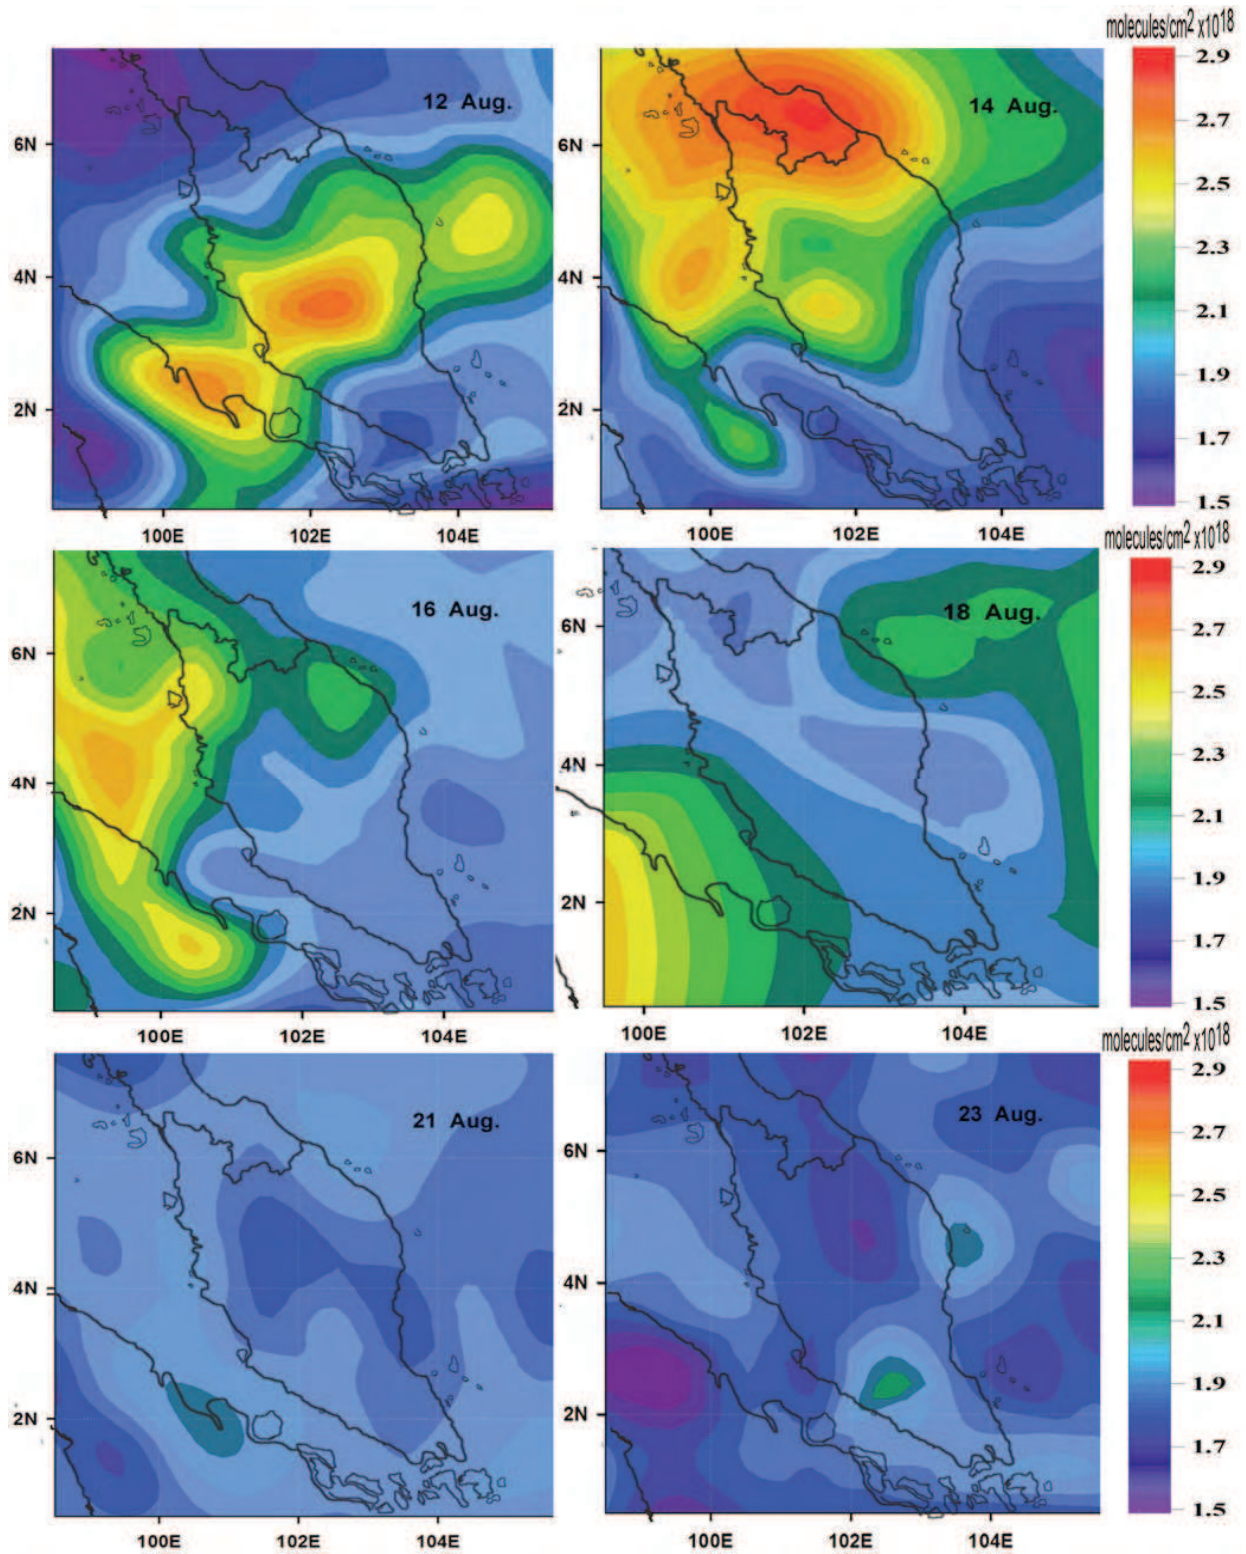 molecules/cm2 x1018
12 Aug.
14 Aug.
6N
4N
2N
6N
4N
2N
2.9
2.7
2.5
2.3
2.1
1.9
1.7
1.5
100E 102E 104E
100E 102E 104E
molecules/cm2 x1018
16 Aug.
18 Aug.
6N
4N
2N
6N
4N
2N
2.9
2.7
2.5
2.3
2.1
1.9
1.7
1.5
100E 102E 104E
100E 102E 104E
molecules/cm2 x1018
21 Aug.
23 Aug.
6N
4N
2N
6N
4N
2N
2.9
2.7
2.5
2.3
2.1
1.9
1.7
1.5
100E 102E 104E
100E 102E 104E